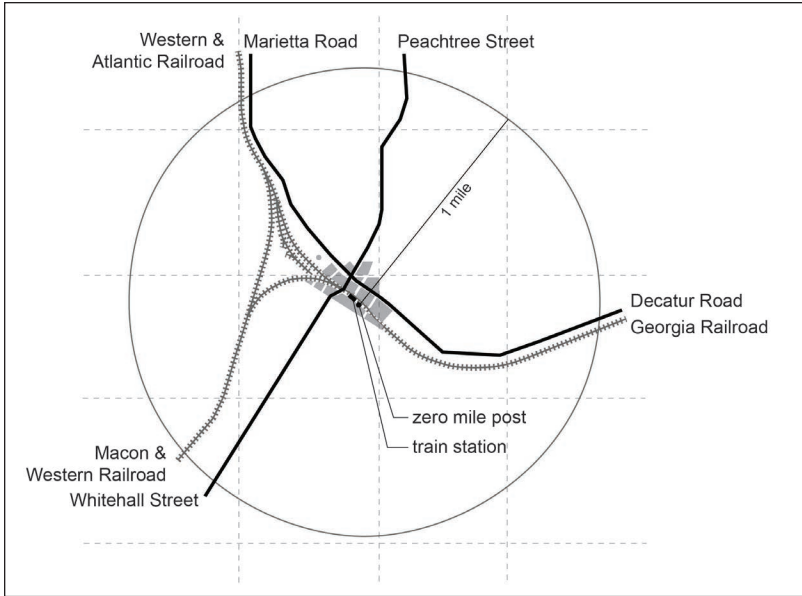 Western &
Atlantic Railroad
Marietta Road
Peachtree Street
1 mile
Decatur Road
Georgia Railroad
zero mile post
train station
Macon &
Western Railroad
Whitehall Street